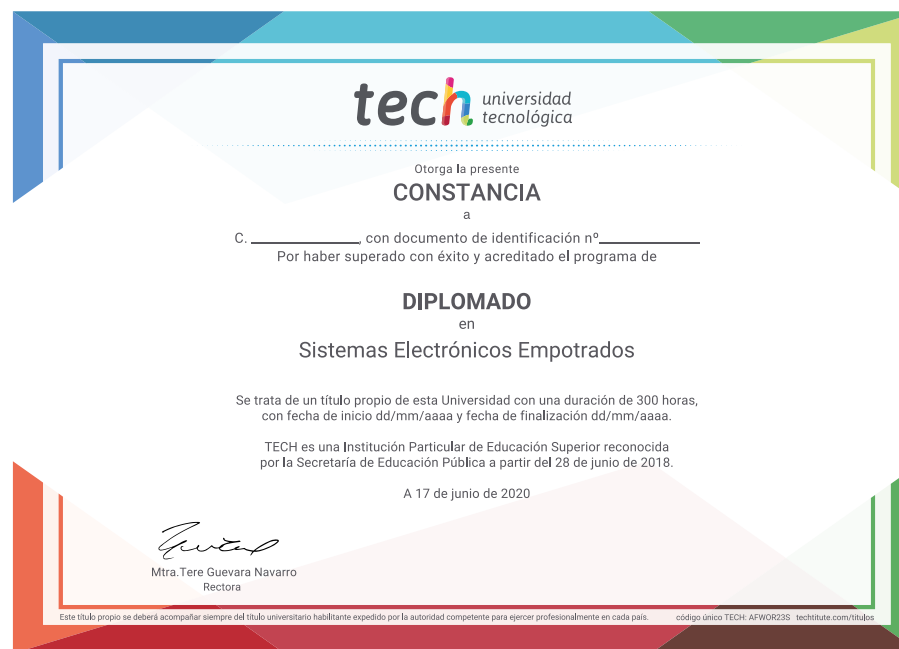 tech universidad
tecnológica
Otorga la presente
CONSTANCIA
a
C. ____________, con documento de identificación nº____________
Por haber superado con éxito y acreditado el programa de
DIPLOMADO
en
Sistemas Electrónicos Empotrados
Se trata de un título propio de esta Universidad con una duración de 300 horas,
con fecha de inicio dd/mm/aaaa y fecha de finalización dd/mm/aaaa.
TECH es una Institución Particular de Educación Superior reconocida
por la Secretaría de Educación Pública a partir del 28 de junio de 2018.
A 17 de junio de 2020
Mtra.Tere Guevara Navarro
Rectora
Este título propio se deberá acompañar siempre del título universitario habilitante expedido por la autoridad competente para ejercer profesionalmente en cada país. código único TECH: AFWOR23S techtitute.com/titulos